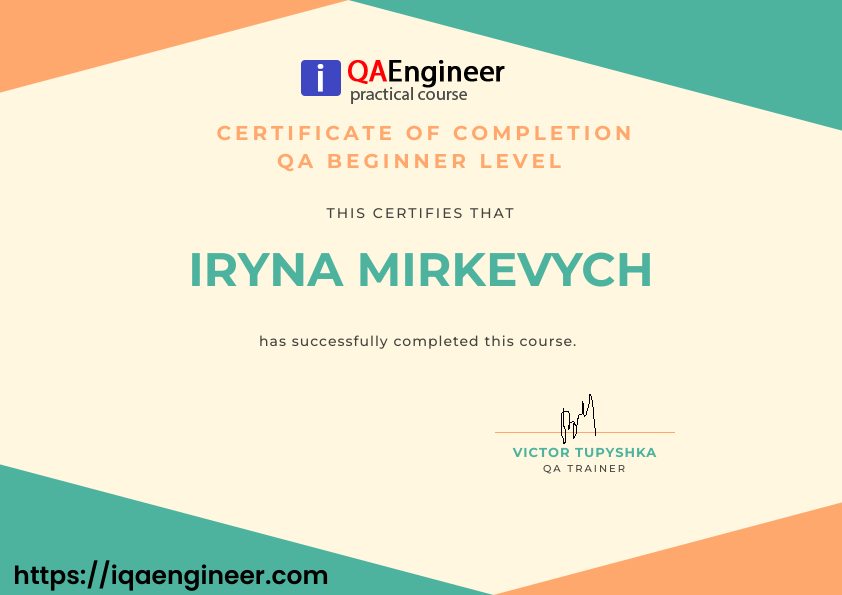 i QAEngineer
practical course
CERTIFICATE OF COMPLETION
QA BEGINNER LEVEL
THIS CERTIFIES THAT
IRYNA MIRKEVYCH
has successfully completed this course.
VICTOR TUPYSHKA
QA TRAINER
https://iqaengineer.com